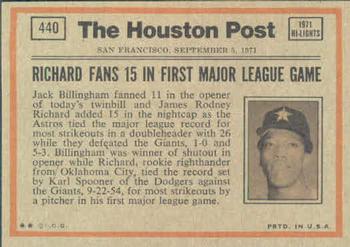 440
The Houston Post
1971
HI-LIGHTS
SAN FRANCISCO, SEPTEMBER 5, 1971
RICHARD FANS 15 IN FIRST MAJOR LEAGUE GAME
Jack Billingham fanned 11 in the opener
of today's twinbill and James Rodney
Richard added 15 in the nightcap as the
Astros tied the major league record for
most strikeouts in a doubleheader with 26
while they defeated the Giants, 1-0 and
5-3. Billingham was winner of shutout in
opener while Richard, rookie righthander
from Oklahoma City, tied the record set
by Karl Spooner of the Dodgers against
the Giants, 9-22-54, for most strikeouts by
a pitcher in his first major league game.
★★ ©T.C.G.
PRTD. IN U.S.A.